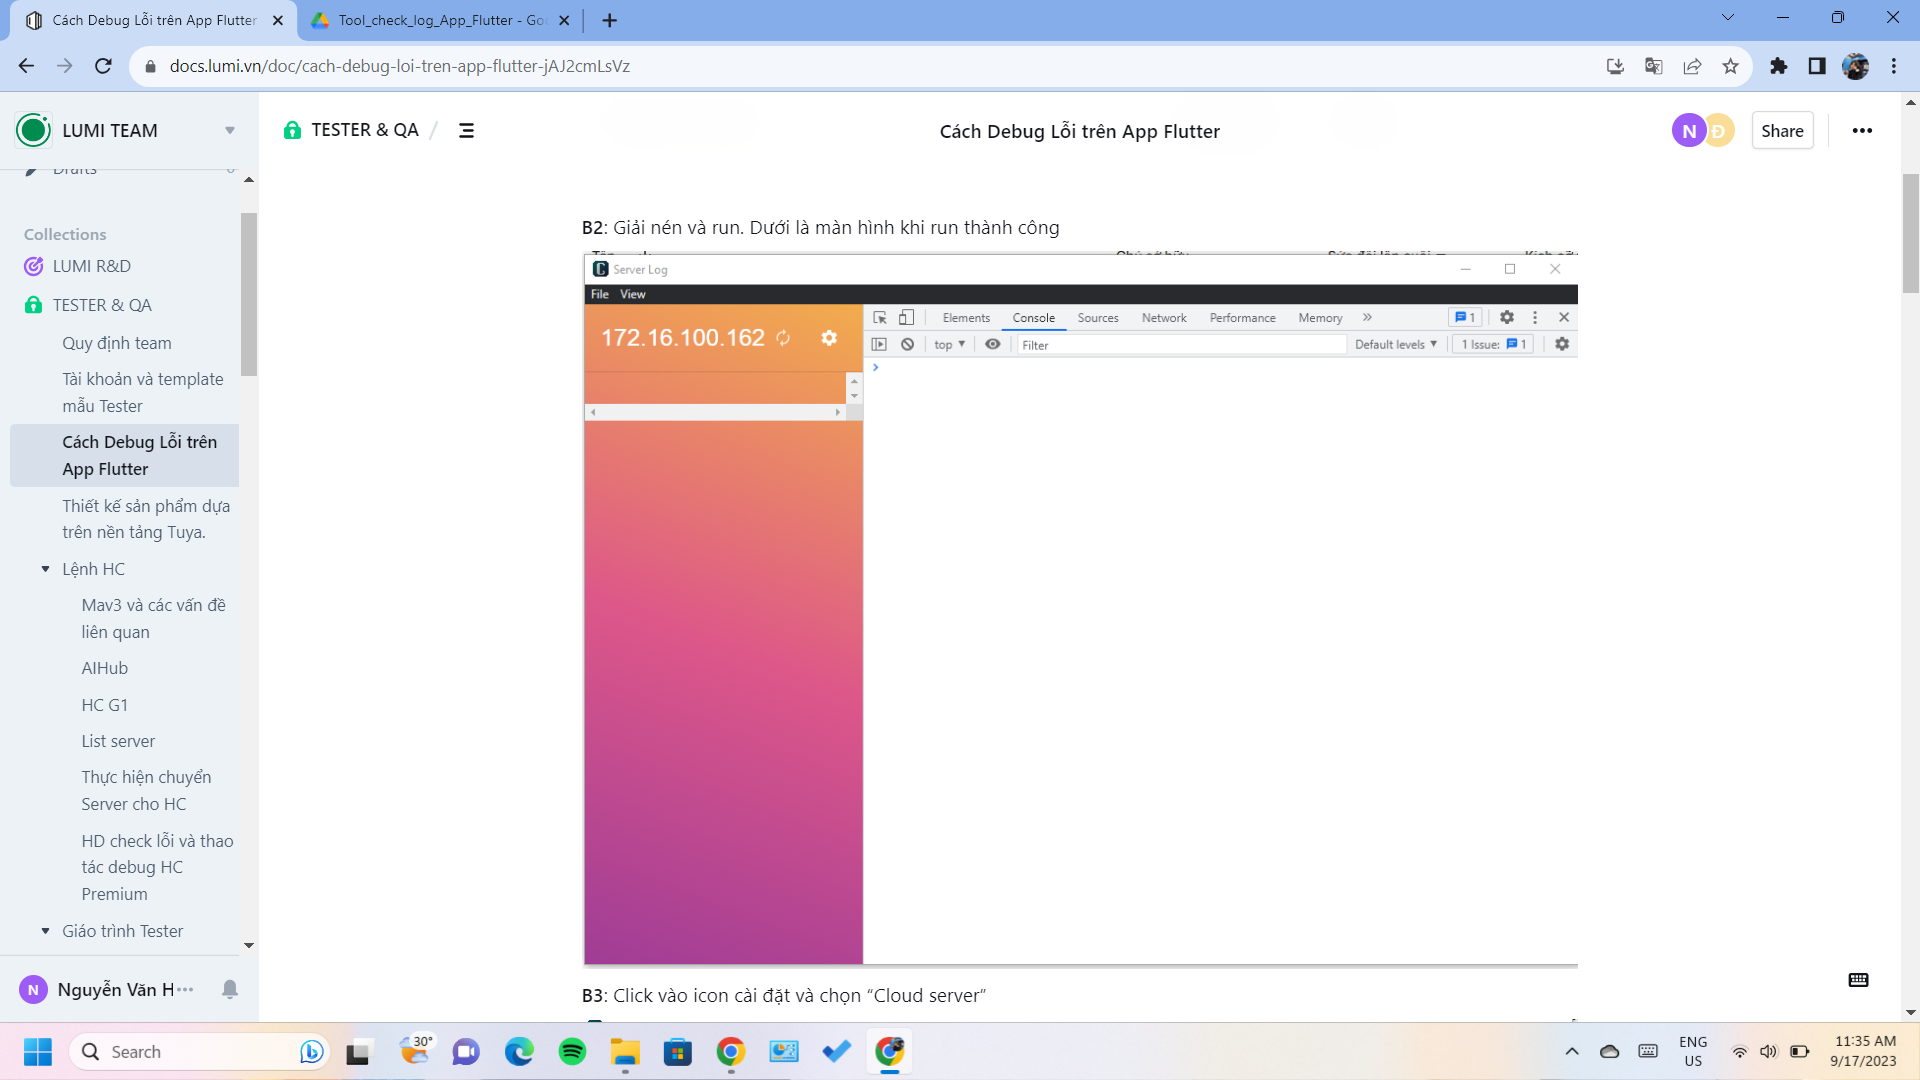 Cách Debug Lỗi trên App Flutter
Tool_check_log_App_Flutter - Goo
docs.lumi.vn/doc/cach-debug-loi-tren-app-flutter-jAJ2cmLsVz
LUMI TEAM
TESTER & QA /
Cách Debug Lỗi trên App Flutter
N
Đ
Share
Drafts
Collections
LUMI R&D
TESTER & QA
Quy định team
Tài khoản và template
mẫu Tester
Cách Debug Lỗi trên
App Flutter
Thiết kế sản phẩm dựa
trên nền tảng Tuya.
Lệnh HC
Mav3 và các vấn đề
liên quan
AIHub
HC G1
List server
Thực hiện chuyển
Server cho HC
HD check lỗi và thao
tác debug HC
Premium
Giáo trình Tester
N
Nguyễn Văn H
B2: Giải nén và run. Dưới là màn hình khi run thành công
Server Log
File View
172.16.100.162
Elements Console Sources Network Performance Memory
1
top
Filter
Default levels
1 Issue: 1
B3: Click vào icon cài đặt và chọn “Cloud server”
Search
30°
ENG
US
11:35 AM
9/17/2023